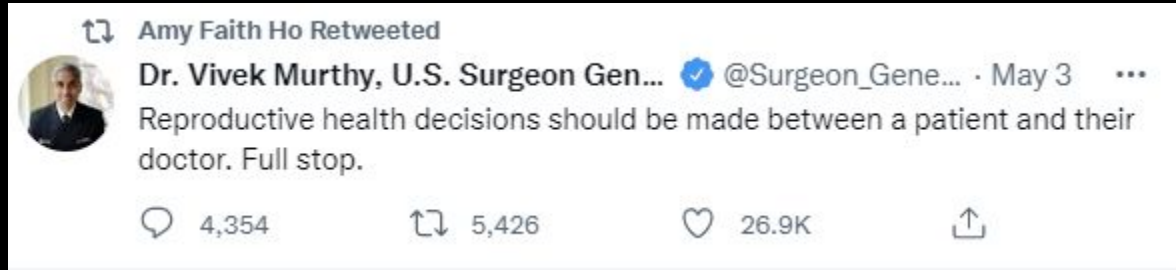 Amy Faith Ho Retweeted
Dr. Vivek Murthy, U.S. Surgeon Gen... @Surgeon_Gene... · May 3 ...
Reproductive health decisions should be made between a patient and their
doctor. Full stop.
4,354 5,426 26.9K